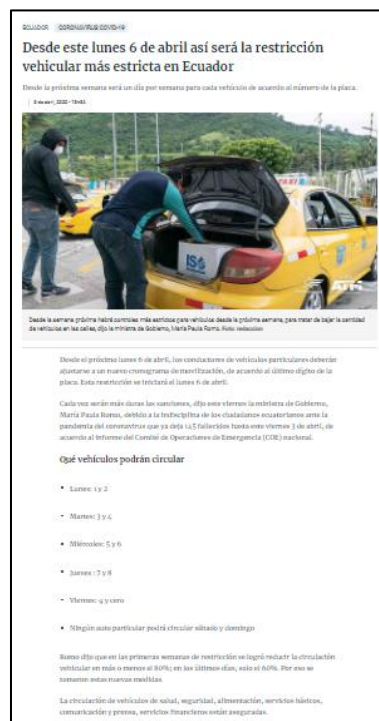 ECUADOR CORONAVIRUS COVID-19
Desde este lunes 6 de abril así será la restricción
vehicular más estricta en Ecuador
Desde la próxima semana será un día por semana para cada vehículo de acuerdo al número de la placa.
3 de abril, 2020 - 19h04
TAXI
ISO
ATM
Desde la semana próxima habrá controles más estrictos para vehículos desde la próxima semana, para tratar de bajar la cantidad
de vehículos en las calles, dijo la ministra de Gobierno, María Paula Romo. Foto: redaccion
Desde el próximo lunes 6 de abril, los conductores de vehículos particulares deberán
ajustarse a un nuevo cronograma de movilización, de acuerdo al último dígito de la
placa. Esta restricción se iniciará el lunes 6 de abril.
Cada vez serán más duras las sanciones, dijo este viernes la ministra de Gobierno,
María Paula Romo, debido a la indisciplina de los ciudadanos ecuatorianos ante la
pandemia del coronavirus que ya deja 145 fallecidos hasta este viernes 3 de abril, de
acuerdo al informe del Comité de Operaciones de Emergencia (COE) nacional.
Qué vehículos podrán circular
• Lunes: 1 y 2
• Martes: 3 y 4
• Miércoles: 5 y 6
• Jueves : 7 y 8
• Viernes: 9 y cero
• Ningún auto particular podrá circular sábado y domingo
Romo dijo que en las primeras semanas de restricción se logró reducir la circulación
vehicular en más o menos el 80%; en los últimos días, solo el 60%. Por eso se
tomaron estas nuevas medidas.
La circulación de vehículos de salud, seguridad, alimentación, servicios básicos,
comunicación y prensa, servicios financieros están aseguradas.